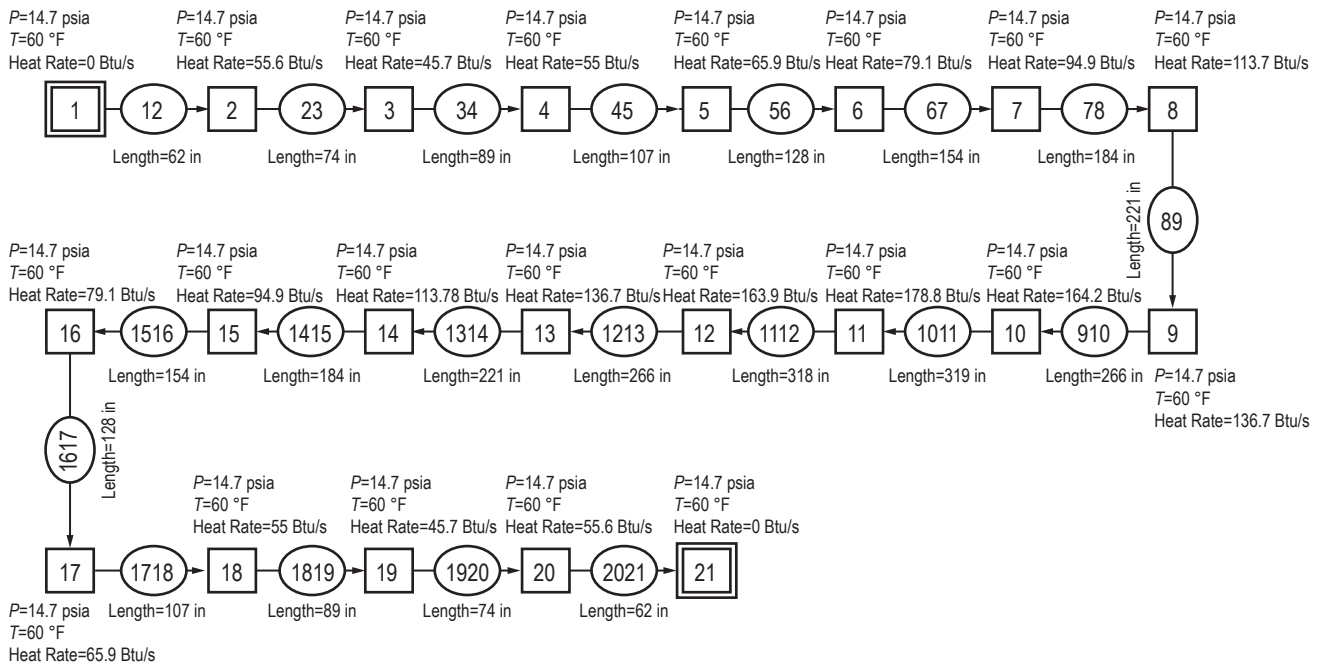 P=14.7 psia P=14.7 psia P=14.7 psia P=14.7 psia P=14.7 psia P=14.7 psia P=14.7 psia P=14.7 psia
T=60 °F T=60 °F T=60 °F T=60 °F T=60 °F T=60 °F T=60 °F T=60 °F
Heat Rate=0 Btu/s Heat Rate=55.6 Btu/s Heat Rate=45.7 Btu/s Heat Rate=55 Btu/s Heat Rate=65.9 Btu/s Heat Rate=79.1 Btu/s Heat Rate=94.9 Btu/s Heat Rate=113.7 Btu/s
1 12 2 23 3 34 4 45 5 56 6 67 7 78 8
Length=62 in Length=74 in Length=89 in Length=107 in Length=128 in Length=154 in Length=184 in
Length=221 in
89
P=14.7 psia P=14.7 psia P=14.7 psia P=14.7 psia P=14.7 psia P=14.7 psia P=14.7 psia
T=60 °F T=60 °F T=60 °F T=60 °F T=60 °F T=60 °F T=60 °F
Heat Rate=79.1 Btu/s Heat Rate=94.9 Btu/s Heat Rate=113.78 Btu/s Heat Rate=136.7 Btu/s Heat Rate=163.9 Btu/s Heat Rate=178.8 Btu/s Heat Rate=164.2 Btu/s
16 1516 15 1415 14 1314 13 1213 12 1112 11 1011 10 910 9
Length=154 in Length=184 in Length=221 in Length=266 in Length=318 in Length=319 in Length=266 in
P=14.7 psia
T=60 °F
Heat Rate=136.7 Btu/s
1617
Length=128 in
P=14.7 psia P=14.7 psia P=14.7 psia P=14.7 psia
T=60 °F T=60 °F T=60 °F T=60 °F
Heat Rate=55 Btu/s Heat Rate=45.7 Btu/s Heat Rate=55.6 Btu/s Heat Rate=0 Btu/s
17 1718 18 1819 19 1920 20 2021 21
Length=107 in Length=89 in Length=74 in Length=62 in
P=14.7 psia
T=60 °F
Heat Rate=65.9 Btu/s